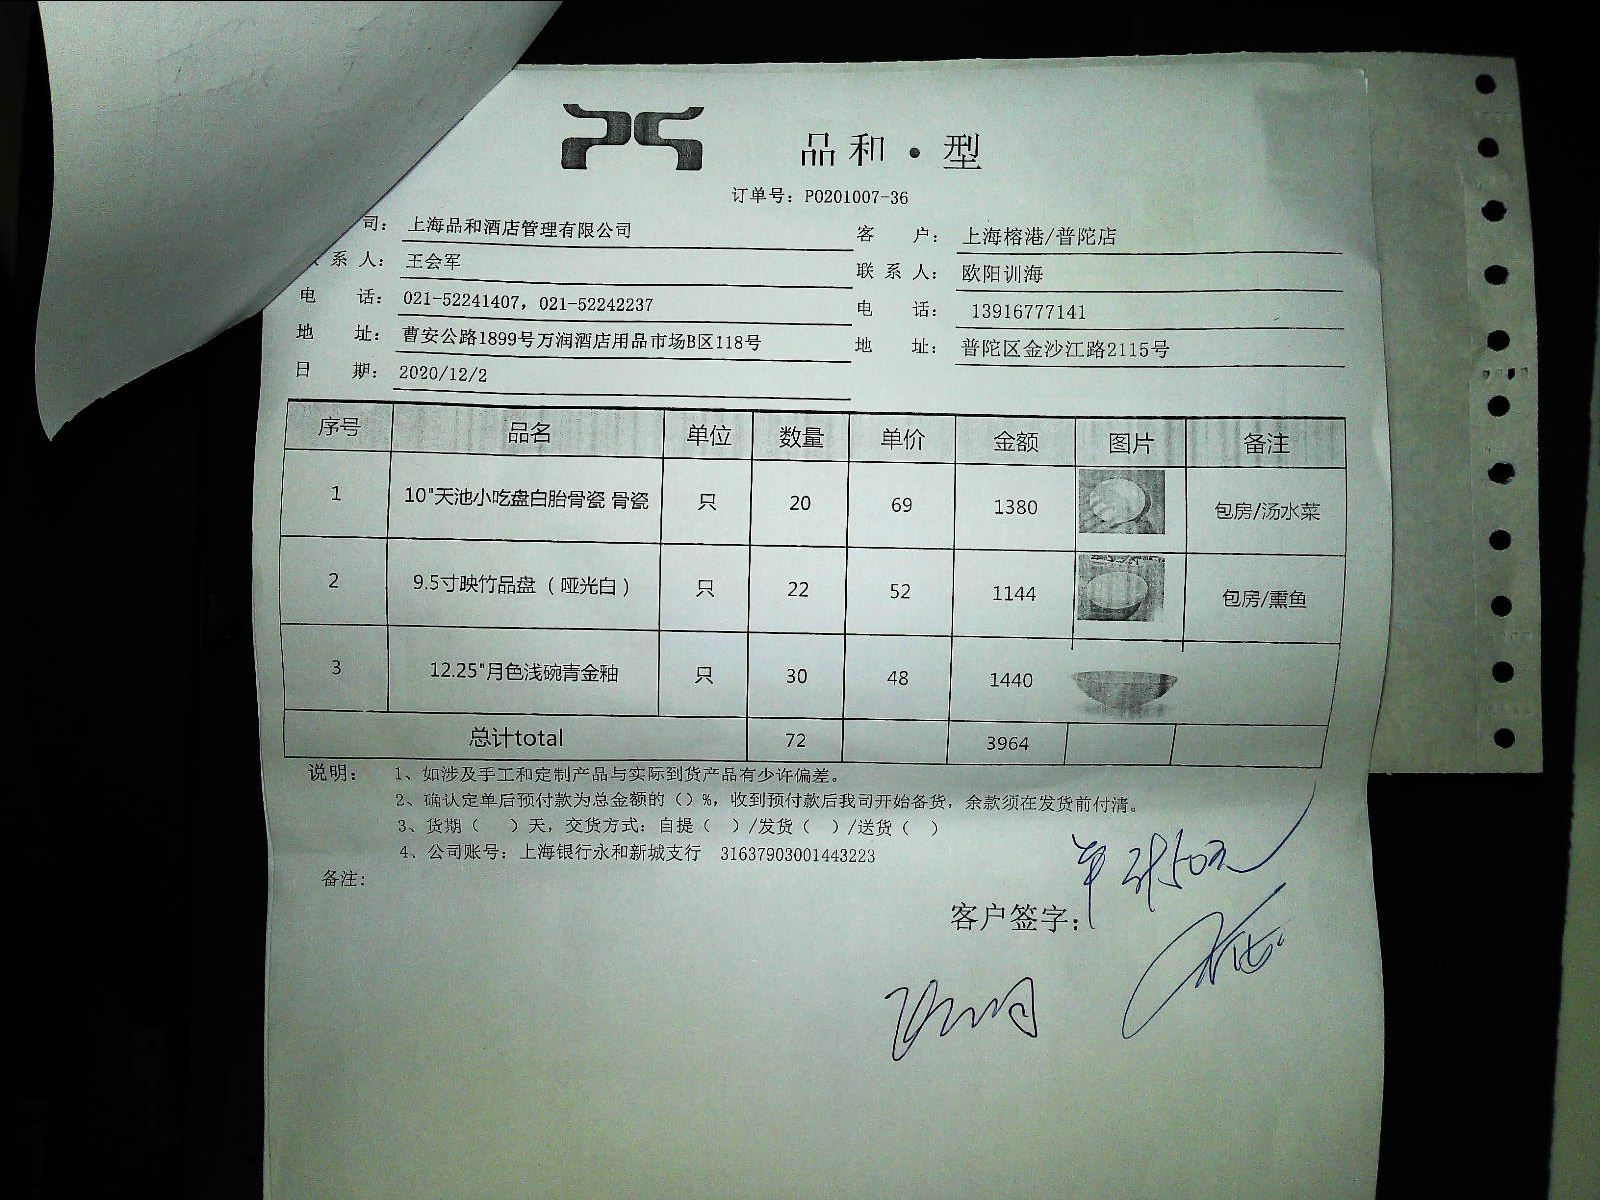 品和·型
订单号：PO201007-36
司：上海品和酒店管理有限公司
客 户：上海榕港/普陀店
系 人：王会军
联 系 人：欧阳训海
电 话：021-52241407，021-52242237
电 话：13916777141
地 址：曹安公路1899号万润酒店用品市场B区118号
地 址：普陀区金沙江路2115号
日 期：2020/12/2
序号 品名 单位 数量 单价 金额 图片 备注
1 10"天池小吃盘白胎骨瓷 骨瓷 只 20 69 1380 包房/汤水菜
2 9.5寸映竹品盘（哑光白） 只 22 52 1144 包房/熏鱼
3 12.25"月色浅碗青金釉 只 30 48 1440
总计total 72 3964
说明： 1、如涉及手工和定制产品与实际到货产品有少许偏差。
2、确认定单后预付款为总金额的（）%，收到预付款后我司开始备货，余款须在发货前付清。
3、货期（ ）天，交货方式：自提（ ）/发货（ ）/送货（ ）
4、公司账号：上海银行永和新城支行 31637903001443223
备注：
客户签字：